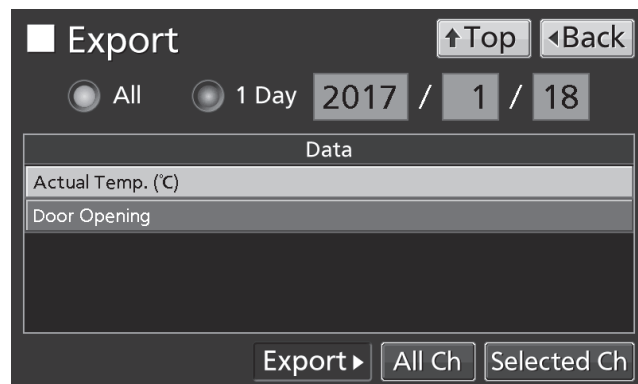 Export ↑Top ◂Back
All 1 Day 2017 / 1 / 18
Data
Actual Temp. (℃)
Door Opening
Export▸ All Ch Selected Ch